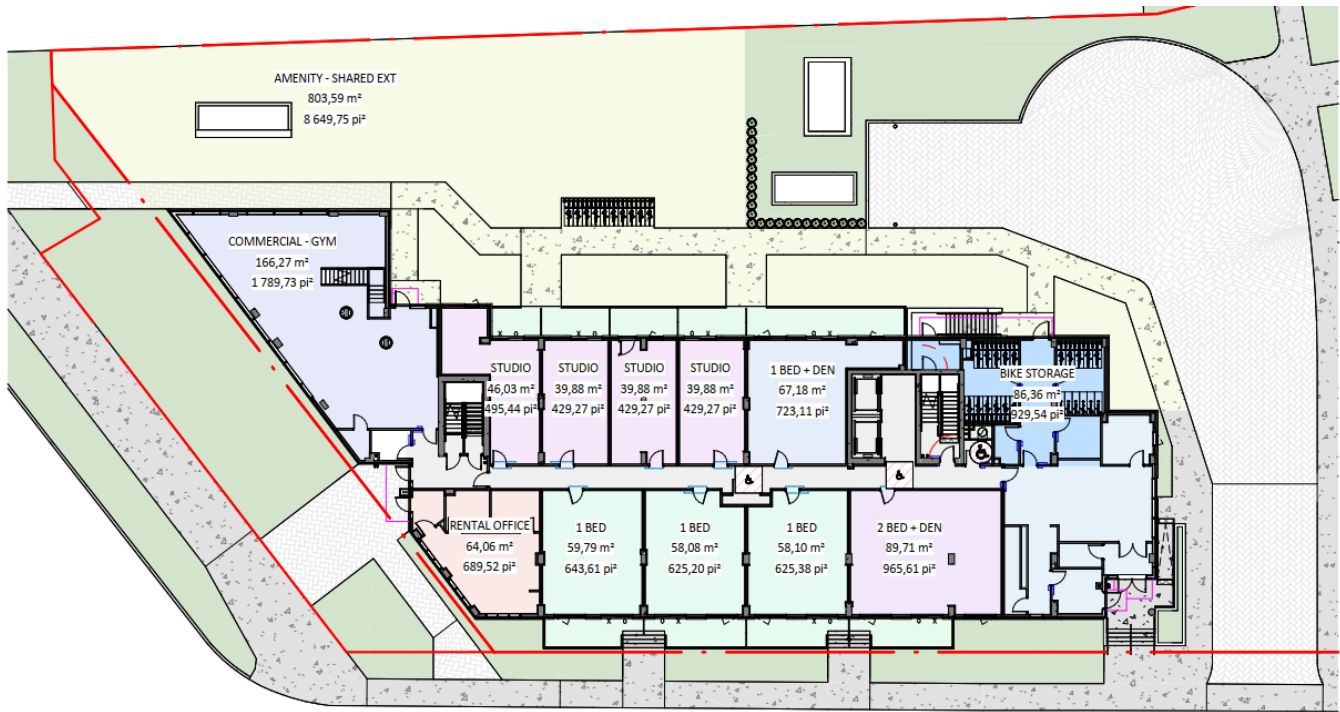 AMENITY - SHARED EXT
803,59 m²
8 649,75 pi²
COMMERCIAL - GYM
166,27 m²
1 789,73 pi²
STUDIO
46,03 m²
495,44 pi²
STUDIO
39,88 m²
429,27 pi²
STUDIO
39,88 m²
429,27 pi²
STUDIO
39,88 m²
429,27 pi²
1 BED + DEN
67,18 m²
723,11 pi²
BIKE STORAGE
86,36 m²
929,54 pi²
RENTAL OFFICE
64,06 m²
689,52 pi²
1 BED
59,79 m²
643,61 pi²
1 BED
58,08 m²
625,20 pi²
1 BED
58,10 m²
625,38 pi²
2 BED + DEN
89,71 m²
965,61 pi²